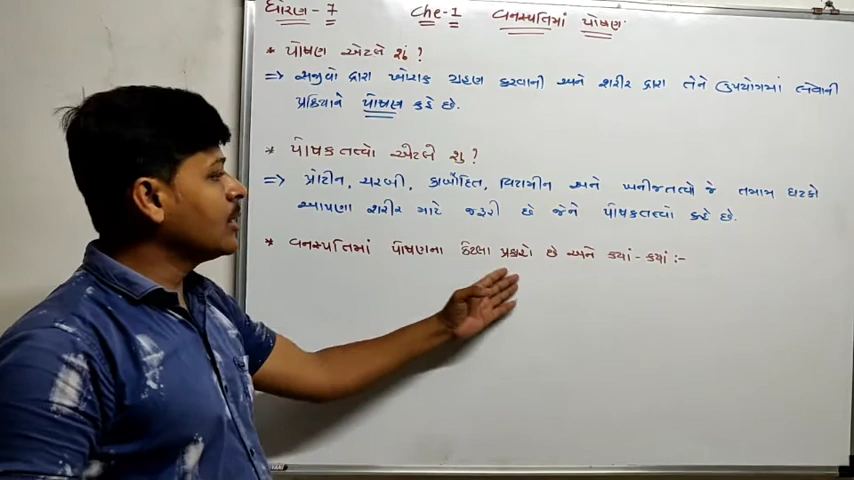 ધોરણ - 7 Che-1 વનસ્પતિમાં પોષણ
* પોષણ એટલે શું ?
=> સજીવો દ્વારા ખોરાક ગ્રહણ કરવાની અને શરીર દ્વારા તેને ઉપયોગમાં લેવાની
પ્રક્રિયાને પોષણ કહે છે.
* પોષકતત્વો એટલે શુ ?
=> પ્રોટીન, ચરબી, કાર્બોદિત, વિટામીન અને ખનીજતત્વો જે તમામ ઘટકો
આપણા શરીર માટે જરૂરી છે જેને પોષકતત્વો કહે છે.
* વનસ્પતિમાં પોષણના કેટલા પ્રકારો છે અને કયાં - કયાં :-